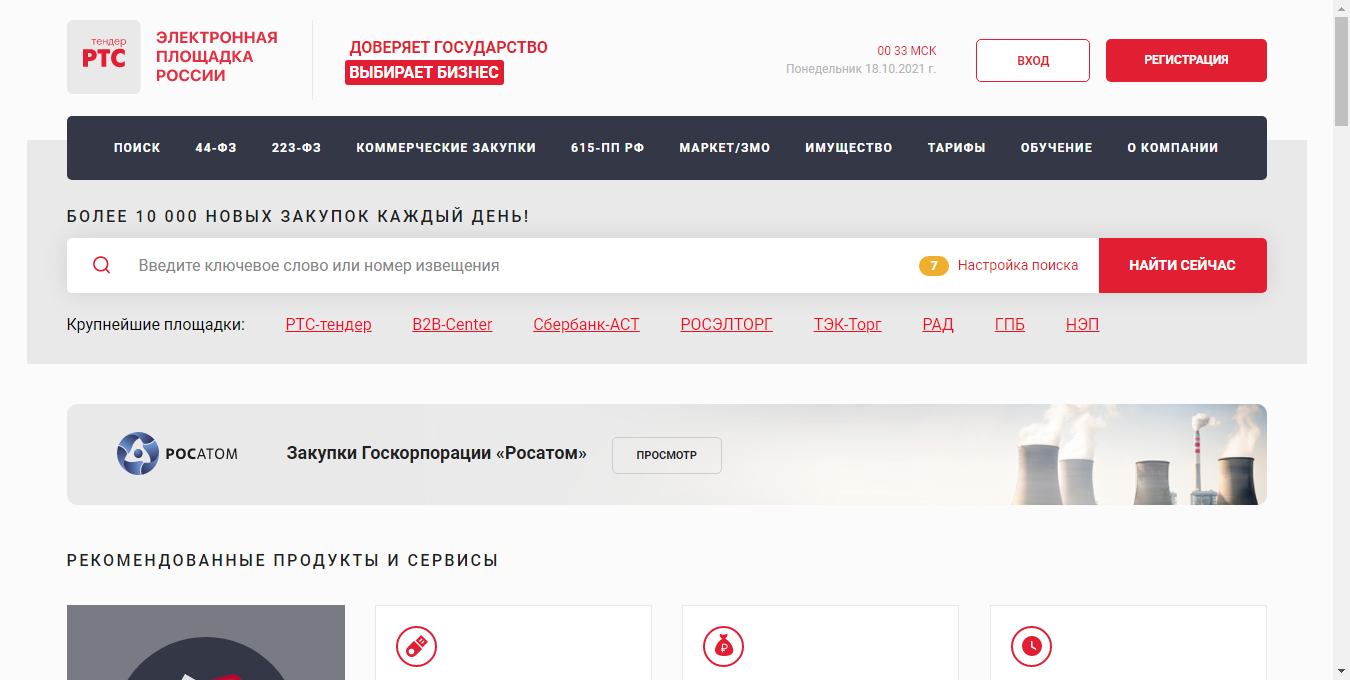 тендер
РТС
ЭЛЕКТРОННАЯ
ПЛОЩАДКА
РОССИИ
ДОВЕРЯЕТ ГОСУДАРСТВО
ВЫБИРАЕТ БИЗНЕС
00 33 МСК
Понедельник 18.10.2021 г.
ВХОД
РЕГИСТРАЦИЯ
ПОИСК 44-ФЗ 223-ФЗ КОММЕРЧЕСКИЕ ЗАКУПКИ 615-ПП РФ МАРКЕТ/ЗМО ИМУЩЕСТВО ТАРИФЫ ОБУЧЕНИЕ О КОМПАНИИ
БОЛЕЕ 10 000 НОВЫХ ЗАКУПОК КАЖДЫЙ ДЕНЬ!
Введите ключевое слово или номер извещения 7 Настройка поиска НАЙТИ СЕЙЧАС
Крупнейшие площадки: РТС-тендер B2B-Center Сбербанк-АСТ РОСЭЛТОРГ ТЭК-Торг РАД ГПБ НЭП
РОСАТОМ Закупки Госкорпорации «Росатом» ПРОСМОТР
РЕКОМЕНДОВАННЫЕ ПРОДУКТЫ И СЕРВИСЫ